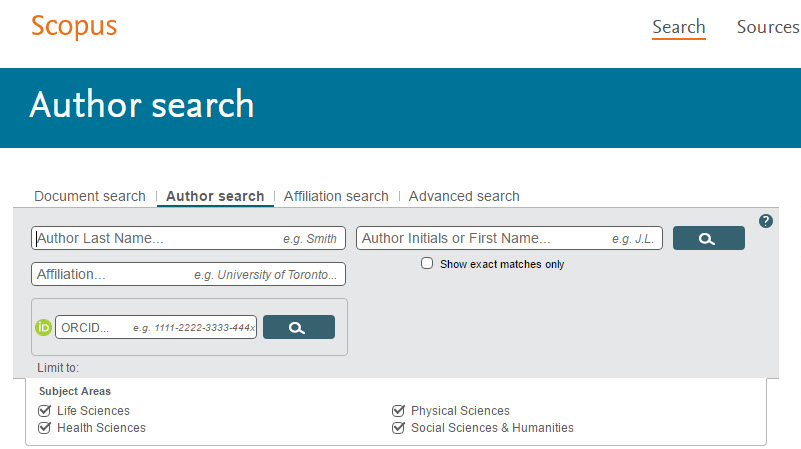 Scopus
Search Sources
Author search
Document search Author search Affiliation search Advanced search
?
Author Last Name... e.g. Smith Author Initials or First Name... e.g. J.L.
Affiliation... e.g. University of Toronto... Show exact matches only
iD ORCID... e.g. 1111-2222-3333-444x
Limit to:
Subject Areas
Life Sciences Physical Sciences
Health Sciences Social Sciences & Humanities